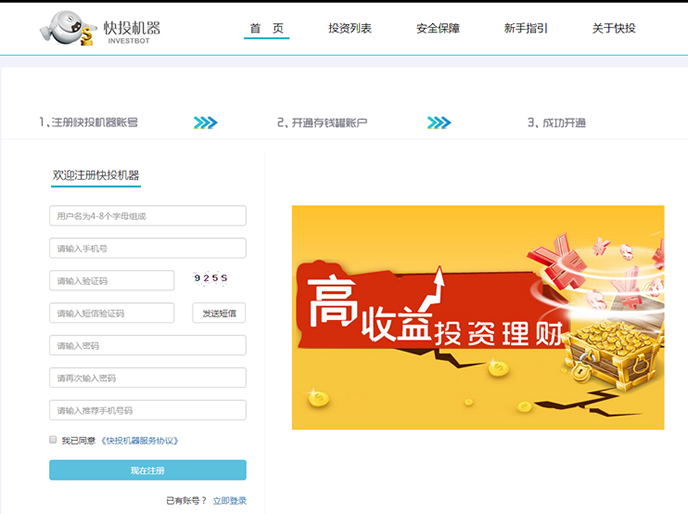 快投机器
INVESTBOT
首 页 投资列表 安全保障 新手指引 关于快投
1、注册快投机器账号 2、开通存钱罐账户 3、成功开通
欢迎注册快投机器
用户名为4-8个字母组成
请输入手机号
请输入验证码 925S
请输入短信验证码 发送短信
请输入密码
请再次输入密码
请输入推荐手机号码
我已同意 《快投机器服务协议》
现在注册
已有账号？ 立即登录
高收益投资理财